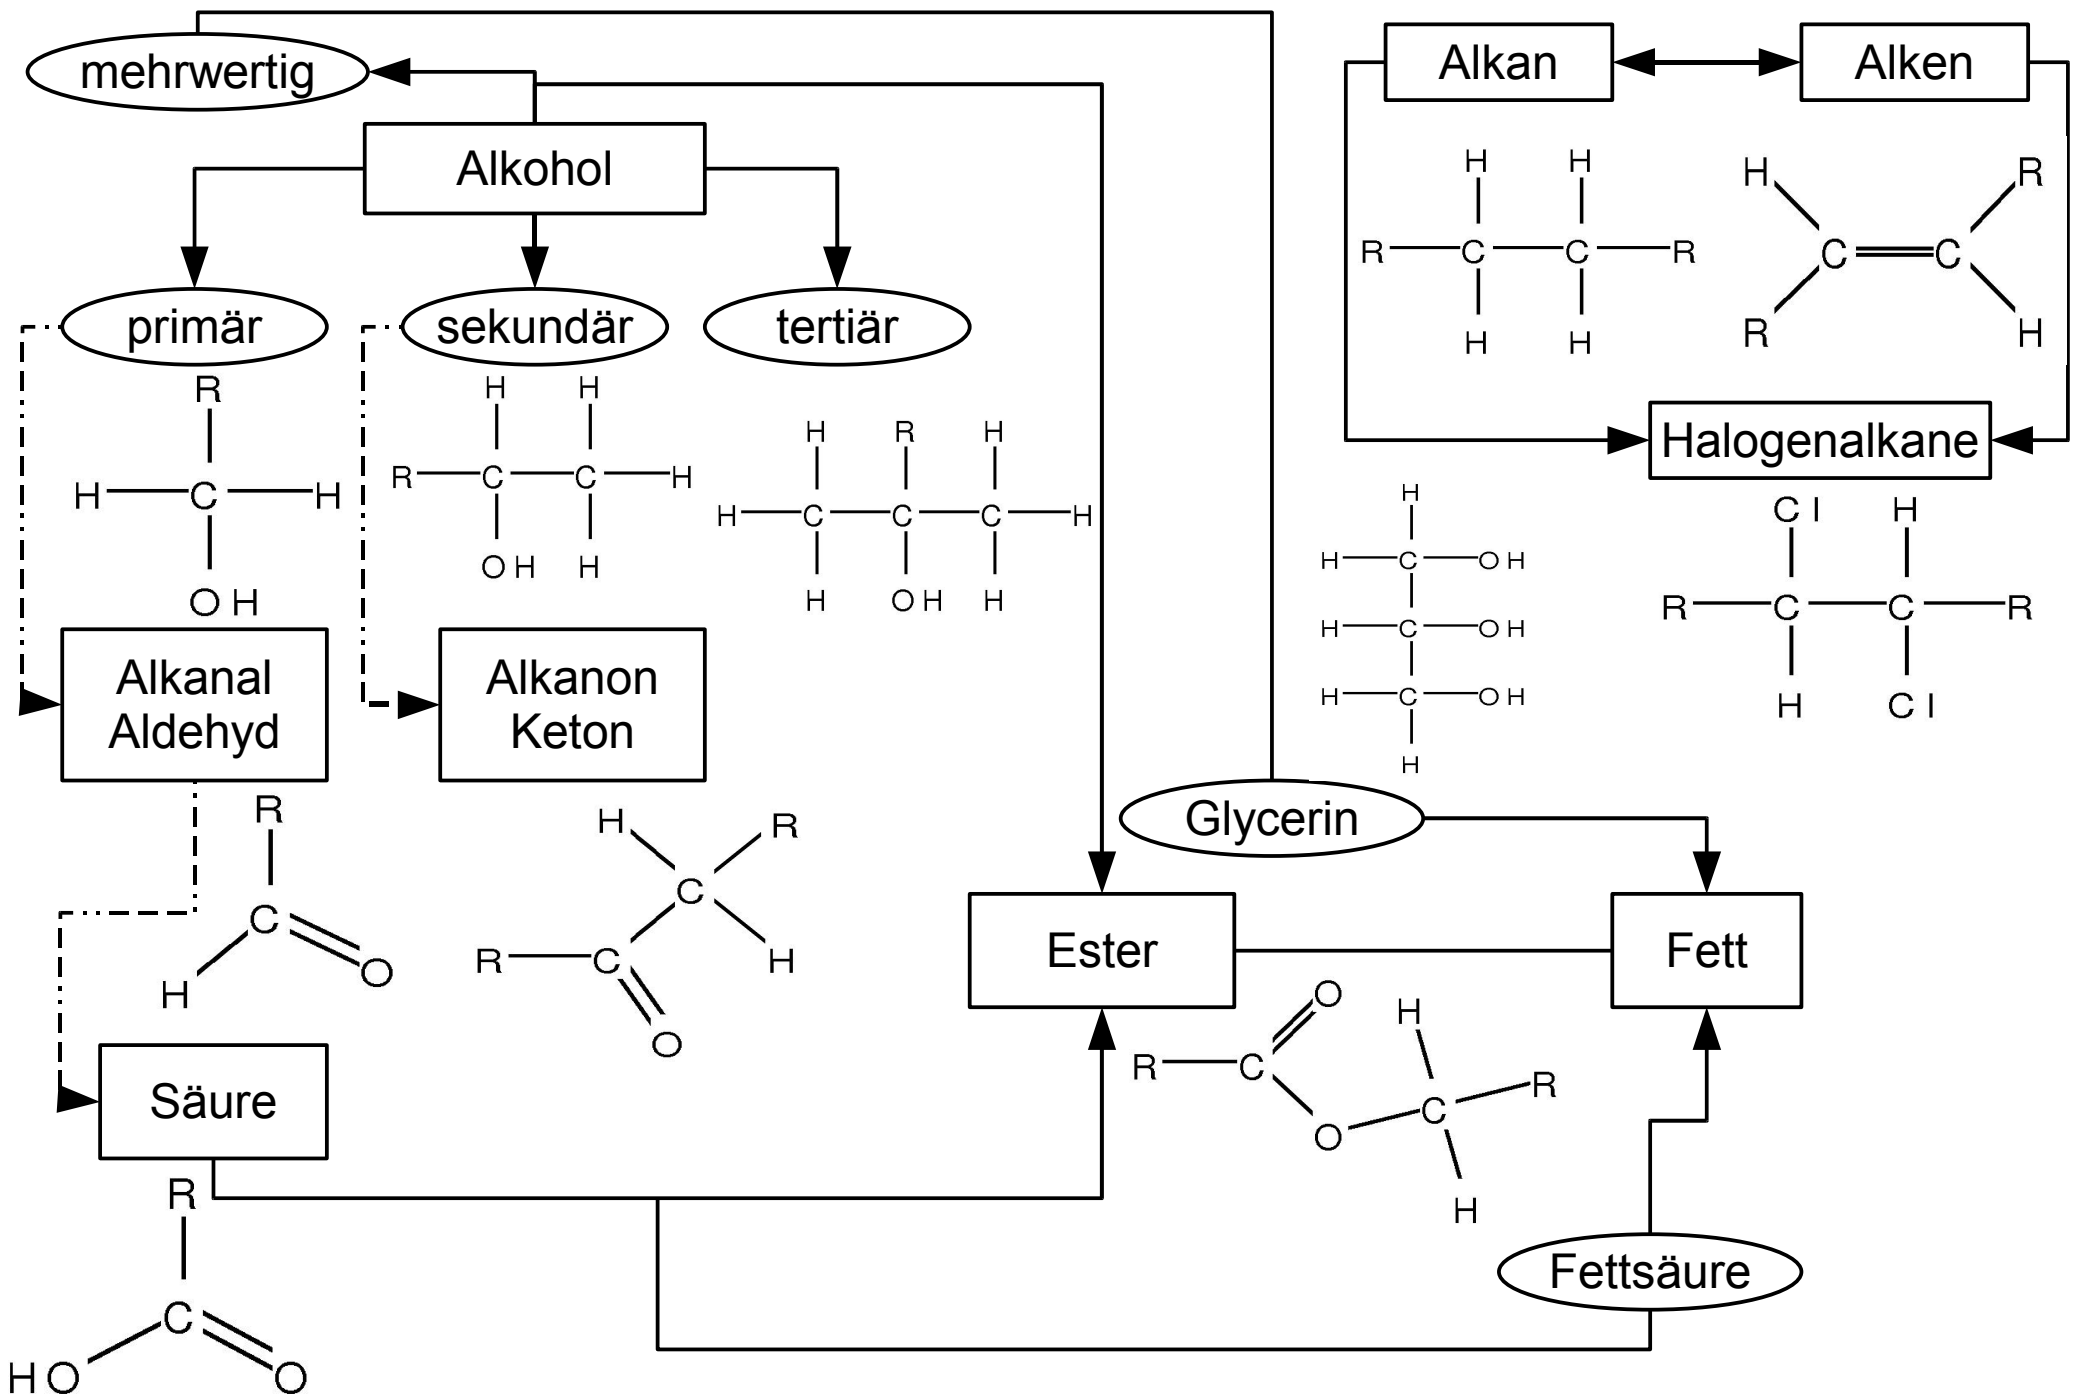 mehrwertig
Alkan
Alken
Alkohol
H H
R C C R
H H
H R
C C
R H
primär
sekundär
tertiär
R
H C H
OH
H H
R C C H
OH H
H R H
H C C C H
H OH H
Halogenalkane
H
H C OH
H C OH
H C OH
H
Cl H
R C C R
H Cl
Alkanal
Aldehyd
Alkanon
Keton
R
C
H O
H R
C
R C H
O
Glycerin
Ester
Fett
O H
R C R
O C
H
Säure
R
C
HO O
Fettsäure